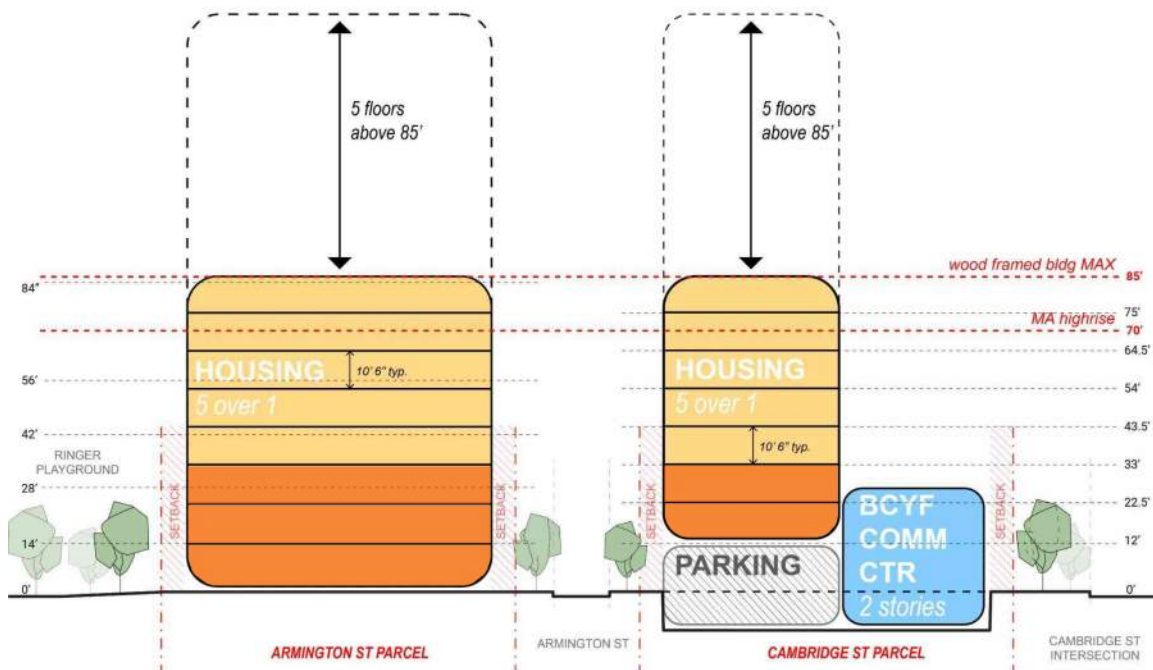 5 floors
above 85'
5 floors
above 85'
wood framed bldg MAX
85'
84"
75'
MA highrise
70'
64.5'
HOUSING
10' 6" typ.
5 over 1
HOUSING
5 over 1
56'
54'
42'
43.5'
10' 6" typ.
RINGER
PLAYGROUND
33'
28'
SETBACK
SETBACK
SETBACK
SETBACK
22.5'
BCYF
COMM
CTR
2 stories
14'
12'
PARKING
0'
0'
ARMINGTON ST PARCEL
ARMINGTON ST
CAMBRIDGE ST PARCEL
CAMBRIDGE ST
INTERSECTION